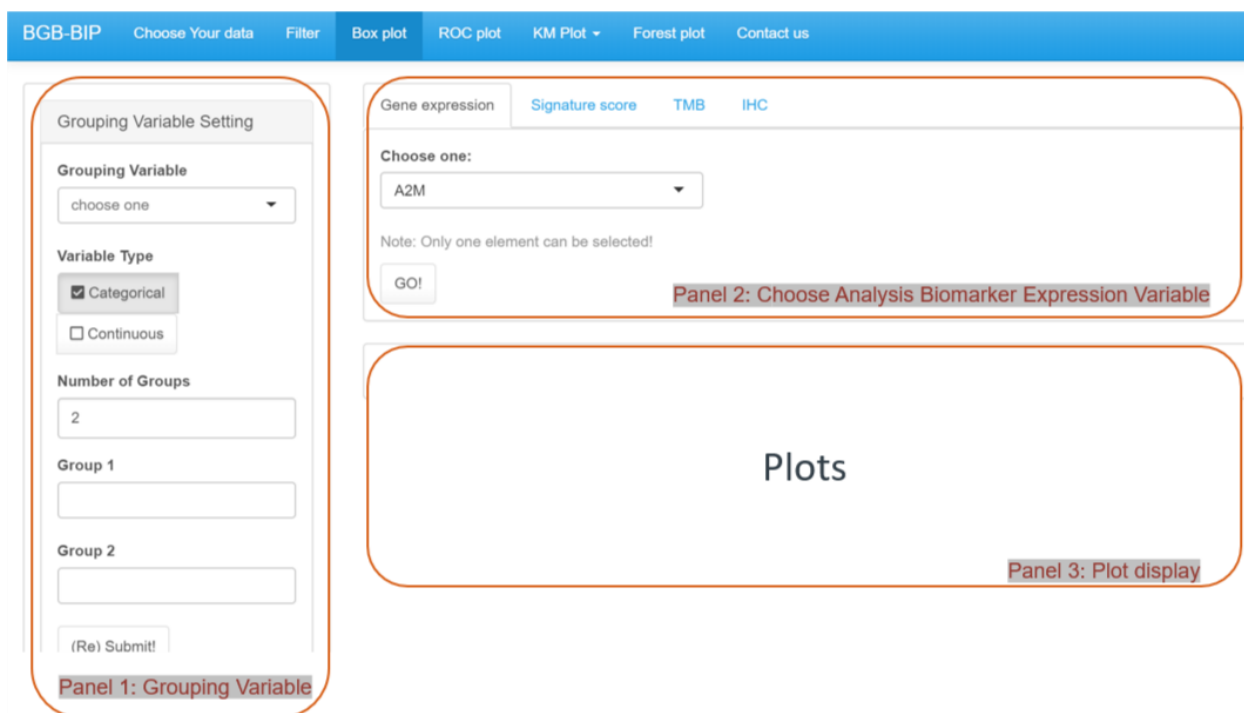 BGB-BIP Choose Your data Filter Box plot ROC plot KM Plot Forest plot Contact us
Grouping Variable Setting
Grouping Variable
choose one
Variable Type
Categorical
Continuous
Number of Groups
2
Group 1
Group 2
(Re) Submit!
Panel 1: Grouping Variable
Gene expression Signature score TMB IHC
Choose one:
A2M
Note: Only one element can be selected!
GO!
Panel 2: Choose Analysis Biomarker Expression Variable
Plots
Panel 3: Plot display